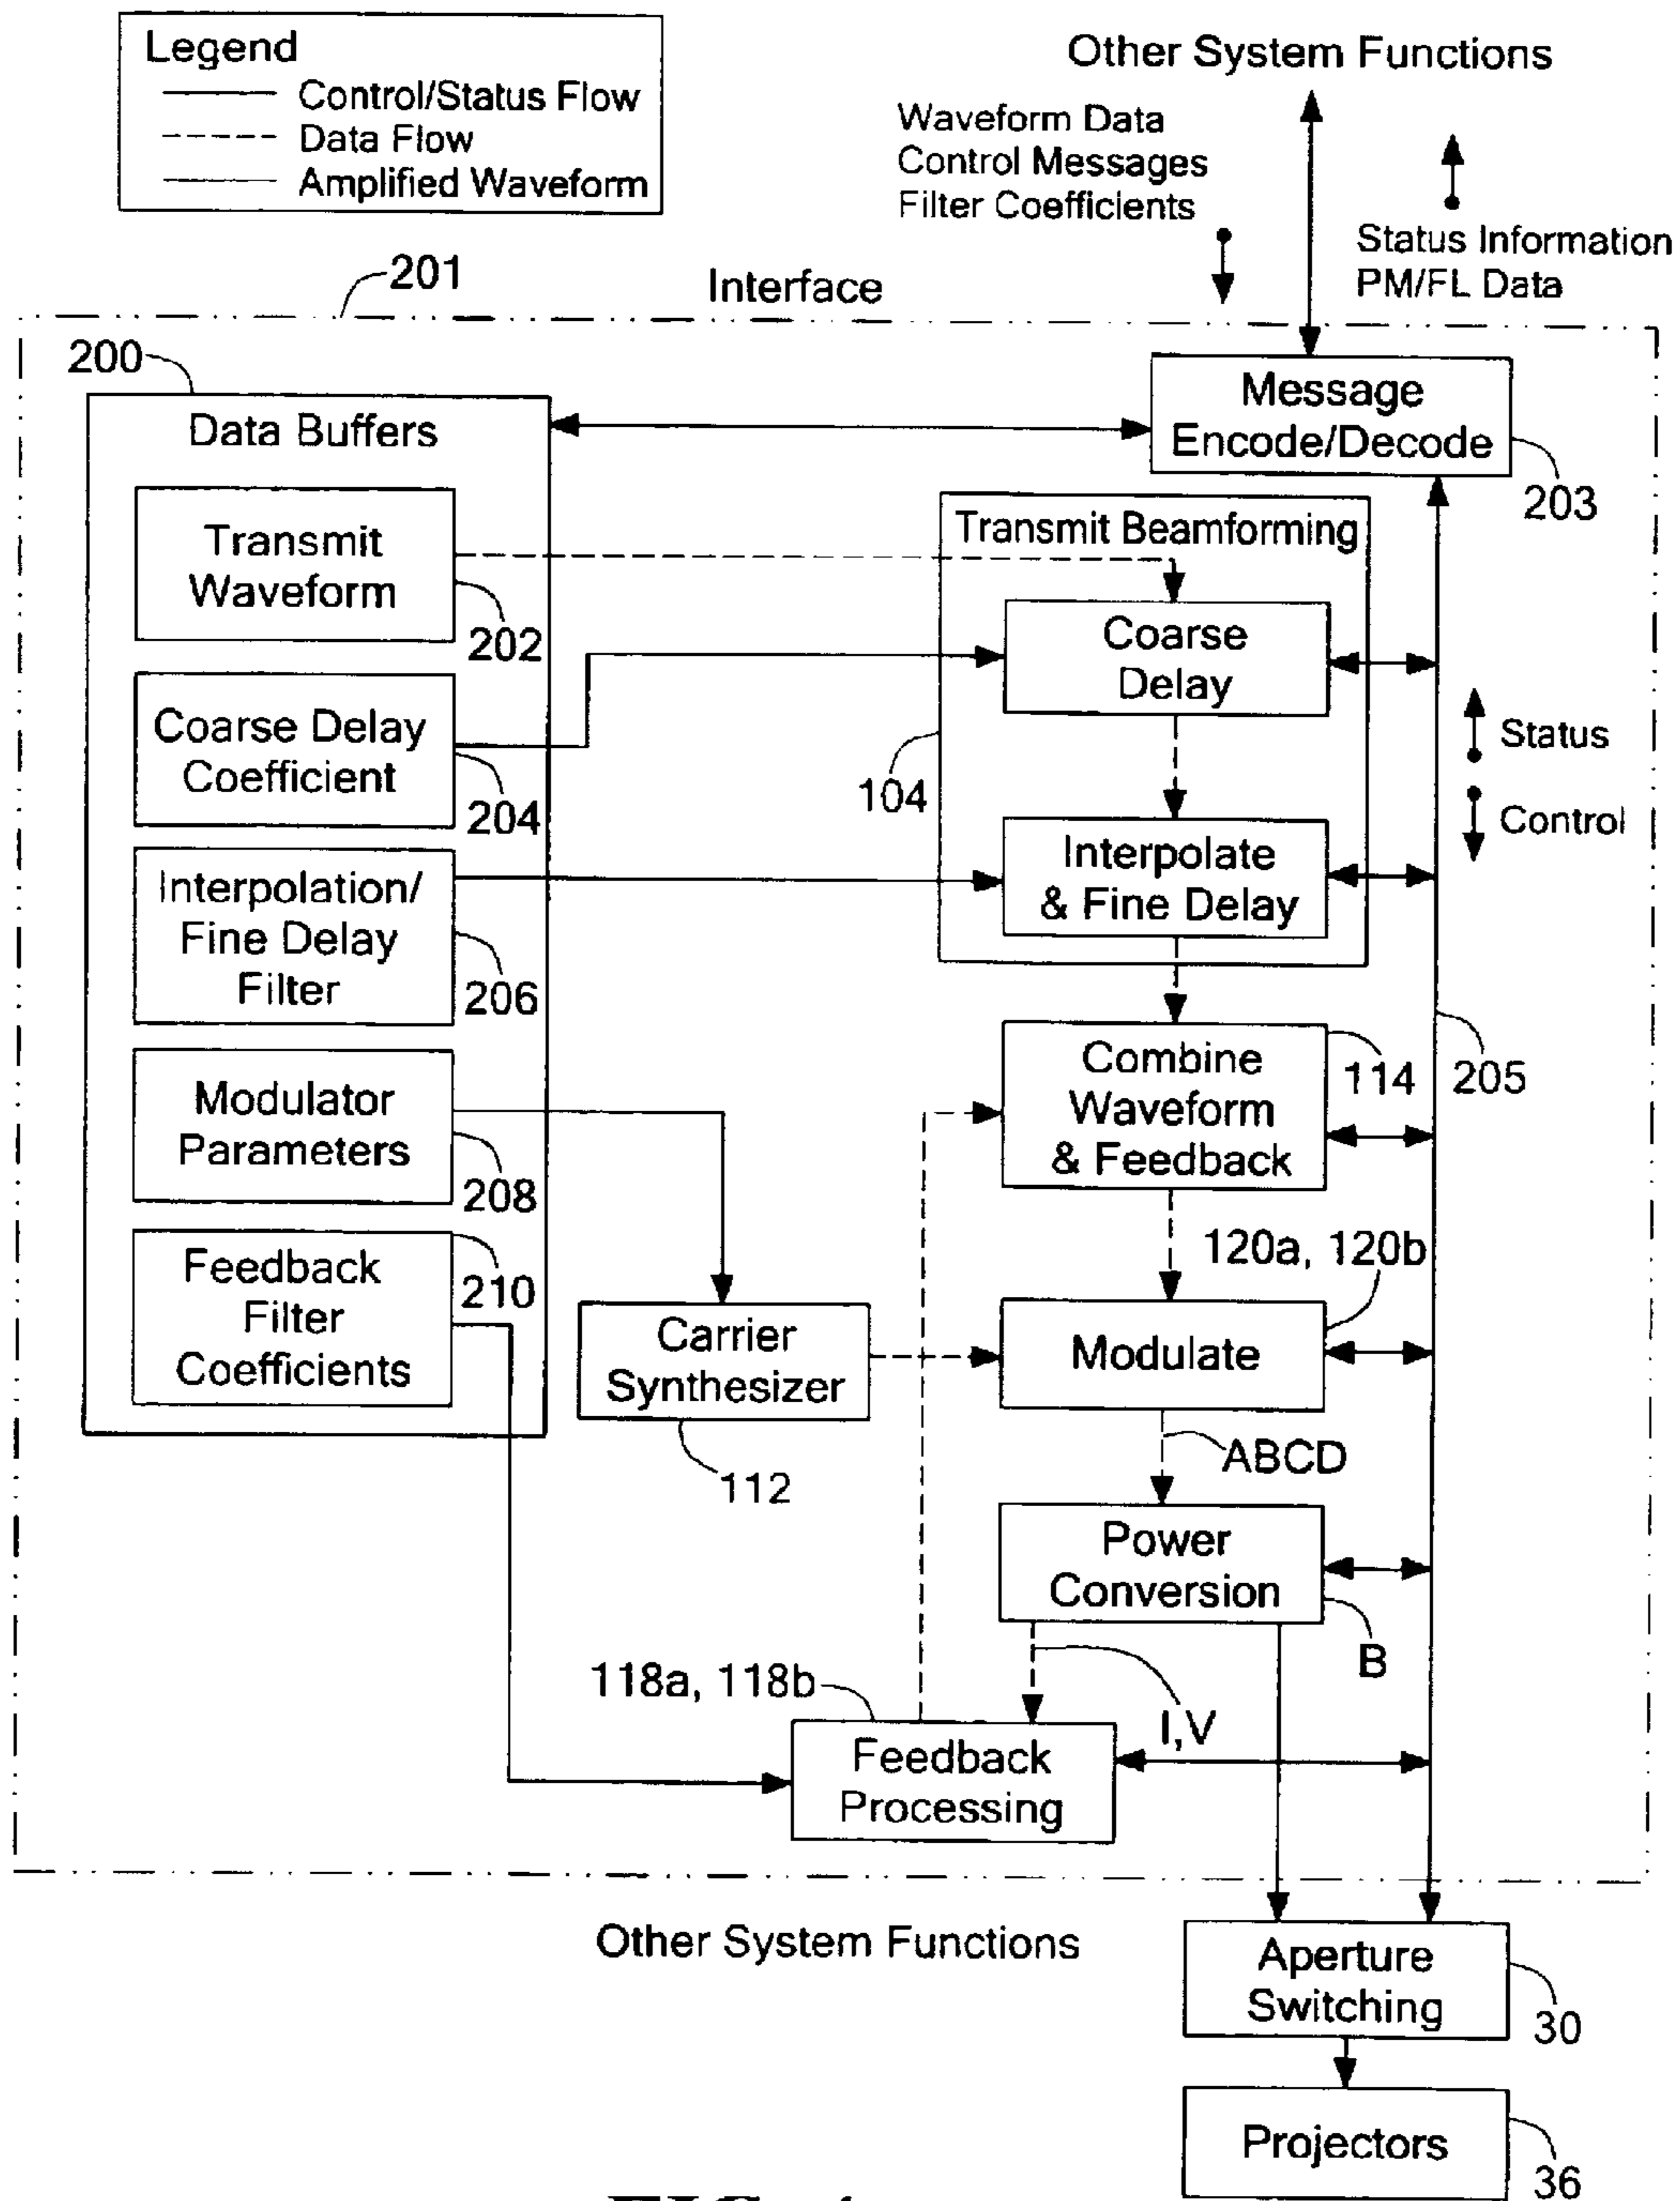 Legend
Control/Status Flow
Data Flow
Amplified Waveform
Other System Functions
Waveform Data
Control Messages
Filter Coefficients
Status Information
PM/FL Data
201
Interface
200
Data Buffers
Message
Encode/Decode
203
Transmit
Waveform
202
Transmit Beamforming
Coarse
Delay
Coarse Delay
Coefficient
204
104
Status
Control
Interpolation/
Fine Delay
Filter
206
Interpolate
& Fine Delay
Combine
Waveform
& Feedback
114
205
Modulator
Parameters
208
120a, 120b
Feedback
Filter
Coefficients
210
Carrier
Synthesizer
112
Modulate
ABCD
Power
Conversion
B
118a, 118b
I,V
Feedback
Processing
Other System Functions
Aperture
Switching
30
Projectors
36